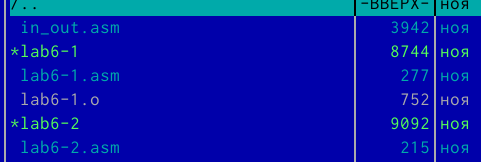 /.. -ВВЕРХ- ноя
in_out.asm 3942 ноя
*lab6-1 8744 ноя
lab6-1.asm 277 ноя
lab6-1.o 752 ноя
*lab6-2 9092 ноя
lab6-2.asm 215 ноя